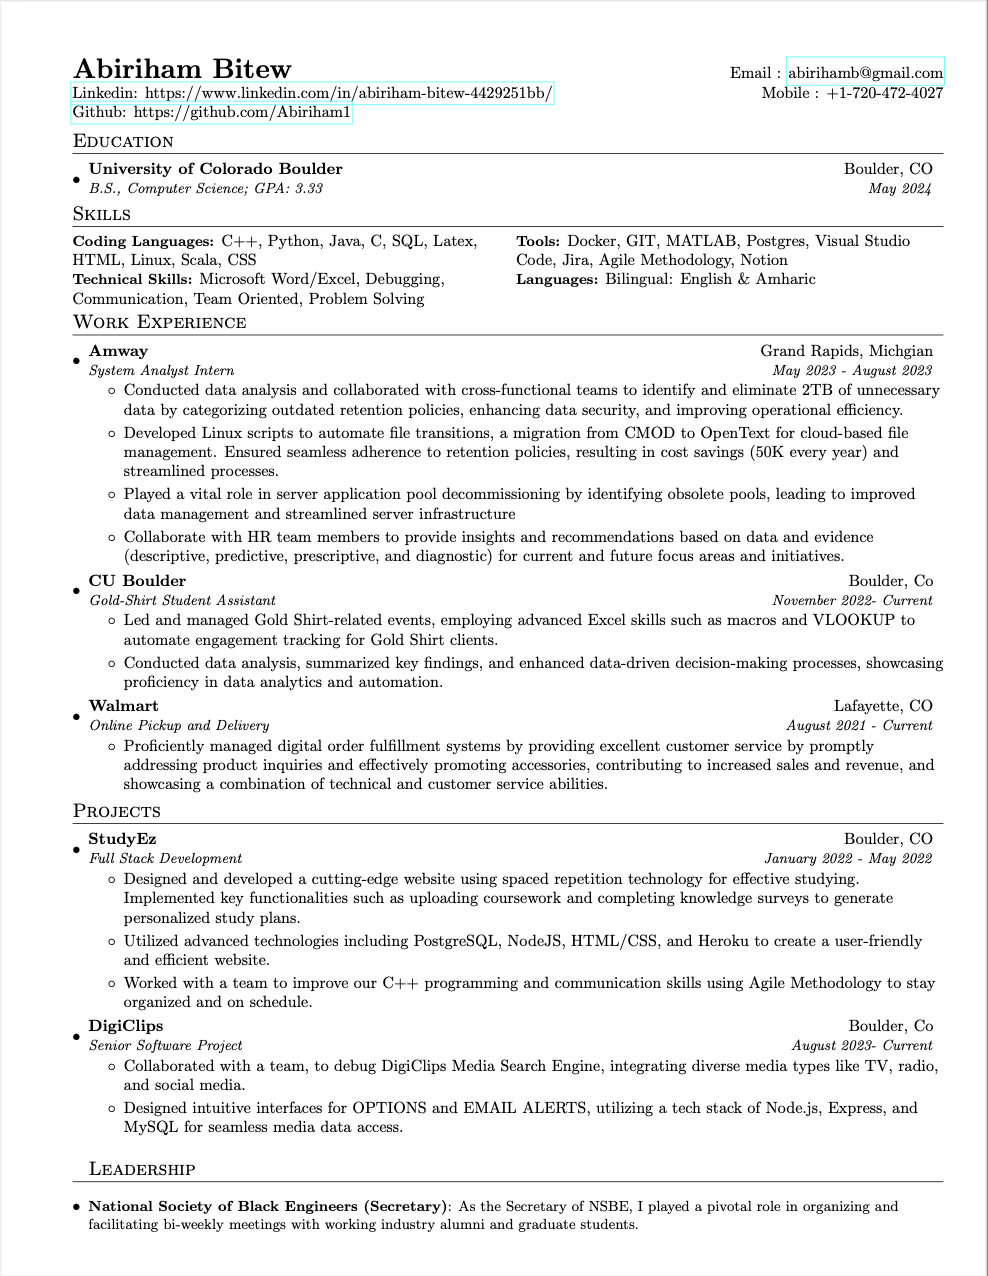 Abiriham Bitew
Email : abirihamb@gmail.com
Linkedin: https://www.linkedin.com/in/abiriham-bitew-4429251bb/
Mobile : +1-720-472-4027
Github: https://github.com/Abiriham1
Education
• University of Colorado Boulder
Boulder, CO
B.S., Computer Science; GPA: 3.33
May 2024
Skills
Coding Languages: C++, Python, Java, C, SQL, Latex,
HTML, Linux, Scala, CSS
Technical Skills: Microsoft Word/Excel, Debugging,
Communication, Team Oriented, Problem Solving
Tools: Docker, GIT, MATLAB, Postgres, Visual Studio
Code, Jira, Agile Methodology, Notion
Languages: Bilingual: English & Amharic
Work Experience
• Amway
Grand Rapids, Michgian
System Analyst Intern
May 2023 - August 2023
◦ Conducted data analysis and collaborated with cross-functional teams to identify and eliminate 2TB of unnecessary
data by categorizing outdated retention policies, enhancing data security, and improving operational efficiency.
◦ Developed Linux scripts to automate file transitions, a migration from CMOD to OpenText for cloud-based file
management. Ensured seamless adherence to retention policies, resulting in cost savings (50K every year) and
streamlined processes.
◦ Played a vital role in server application pool decommissioning by identifying obsolete pools, leading to improved
data management and streamlined server infrastructure
◦ Collaborate with HR team members to provide insights and recommendations based on data and evidence
(descriptive, predictive, prescriptive, and diagnostic) for current and future focus areas and initiatives.
• CU Boulder
Boulder, Co
Gold-Shirt Student Assistant
November 2022- Current
◦ Led and managed Gold Shirt-related events, employing advanced Excel skills such as macros and VLOOKUP to
automate engagement tracking for Gold Shirt clients.
◦ Conducted data analysis, summarized key findings, and enhanced data-driven decision-making processes, showcasing
proficiency in data analytics and automation.
• Walmart
Lafayette, CO
Online Pickup and Delivery
August 2021 - Current
◦ Proficiently managed digital order fulfillment systems by providing excellent customer service by promptly
addressing product inquiries and effectively promoting accessories, contributing to increased sales and revenue, and
showcasing a combination of technical and customer service abilities.
Projects
• StudyEz
Boulder, CO
Full Stack Development
January 2022 - May 2022
◦ Designed and developed a cutting-edge website using spaced repetition technology for effective studying.
Implemented key functionalities such as uploading coursework and completing knowledge surveys to generate
personalized study plans.
◦ Utilized advanced technologies including PostgreSQL, NodeJS, HTML/CSS, and Heroku to create a user-friendly
and efficient website.
◦ Worked with a team to improve our C++ programming and communication skills using Agile Methodology to stay
organized and on schedule.
• DigiClips
Boulder, Co
Senior Software Project
August 2023- Current
◦ Collaborated with a team, to debug DigiClips Media Search Engine, integrating diverse media types like TV, radio,
and social media.
◦ Designed intuitive interfaces for OPTIONS and EMAIL ALERTS, utilizing a tech stack of Node.js, Express, and
MySQL for seamless media data access.
Leadership
• National Society of Black Engineers (Secretary): As the Secretary of NSBE, I played a pivotal role in organizing and
facilitating bi-weekly meetings with working industry alumni and graduate students.